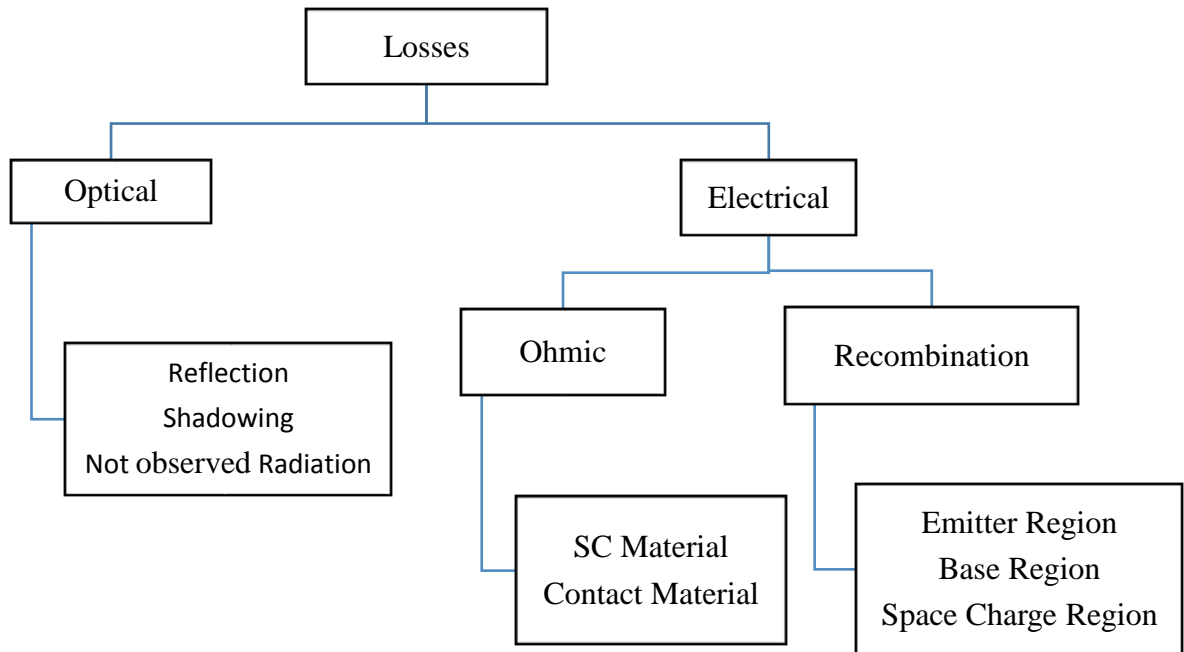 Losses
Optical
Electrical
Ohmic
Recombination
Reflection
Shadowing
Not observed Radiation
SC Material
Contact Material
Emitter Region
Base Region
Space Charge Region